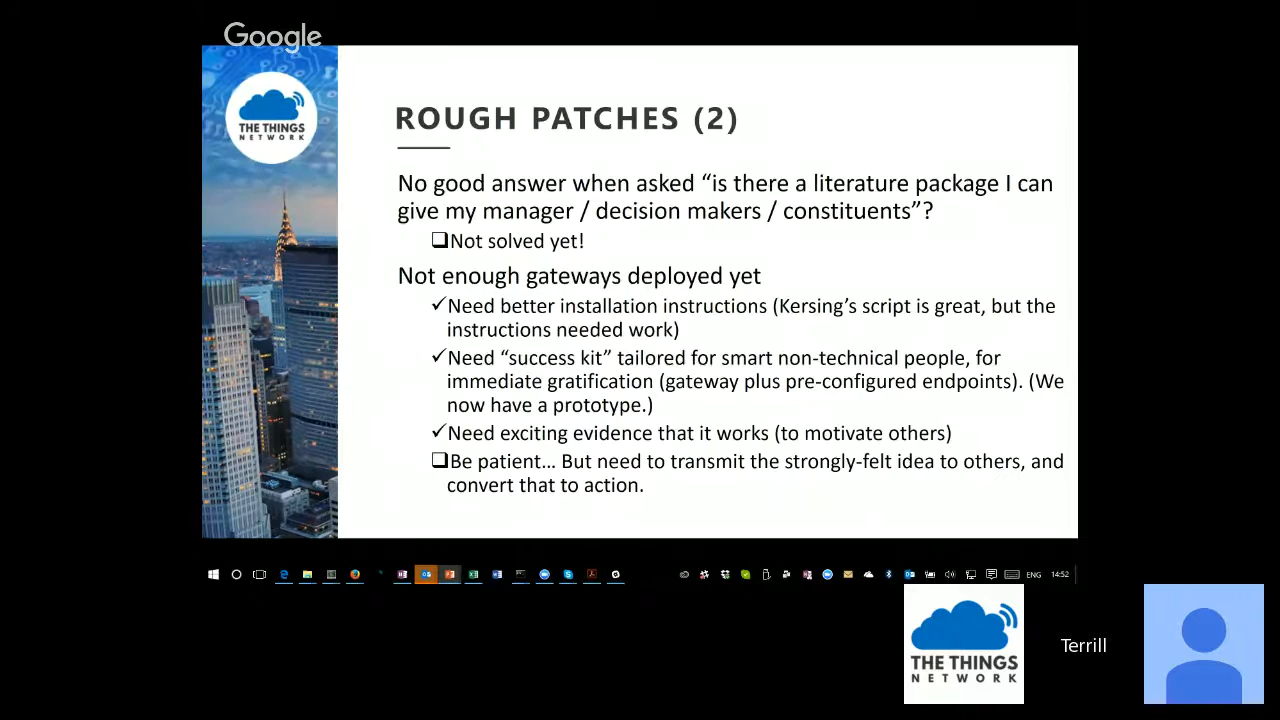 Google
THE THINGS
NETWORK
ROUGH PATCHES (2)
No good answer when asked “is there a literature package I can
give my manager / decision makers / constituents”?
❑Not solved yet!
Not enough gateways deployed yet
✓Need better installation instructions (Kersing’s script is great, but the
instructions needed work)
✓Need “success kit” tailored for smart non-technical people, for
immediate gratification (gateway plus pre-configured endpoints). (We
now have a prototype.)
✓Need exciting evidence that it works (to motivate others)
❑Be patient… But need to transmit the strongly-felt idea to others, and
convert that to action.
ENG 14:52
THE THINGS
NETWORK
Terrill